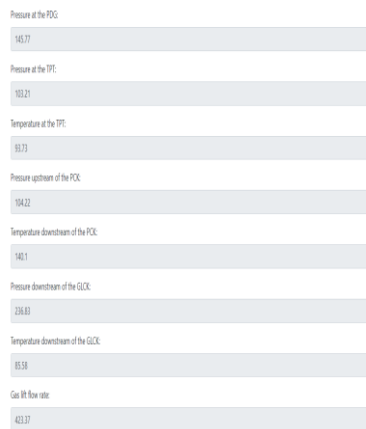 Pressure at the PDG:
145.77
Pressure at the TPT:
103.21
Temperature at the TPT:
93.73
Pressure upstream of the PCK:
104.22
Temperature downstream of the PCK:
140.1
Pressure downstream of the GLCK:
236.83
Temperature downstream of the GLCK:
85.58
Gas lift flow rate:
423.37